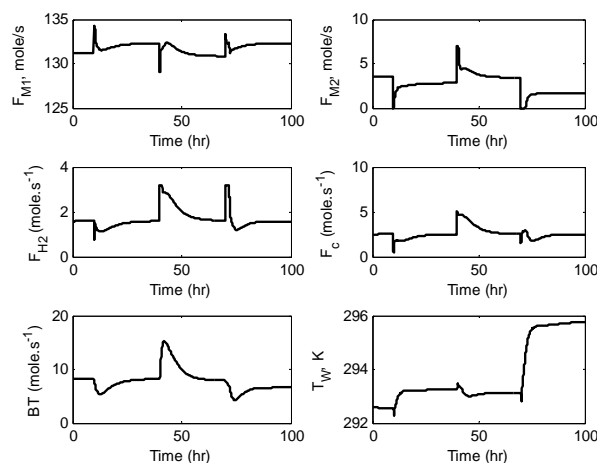 135
130
125
F_M1, mole/s
0 50 100
Time (hr)
10
5
0
F_M2, mole/s
0 50 100
Time (hr)
4
2
0
F_H2 (mole.s^-1)
0 50 100
Time (hr)
10
5
0
F_c (mole.s^-1)
0 50 100
Time (hr)
20
10
0
BT (mole.s^-1)
0 50 100
Time (hr)
296
294
292
T_W, K
0 50 100
Time (hr)